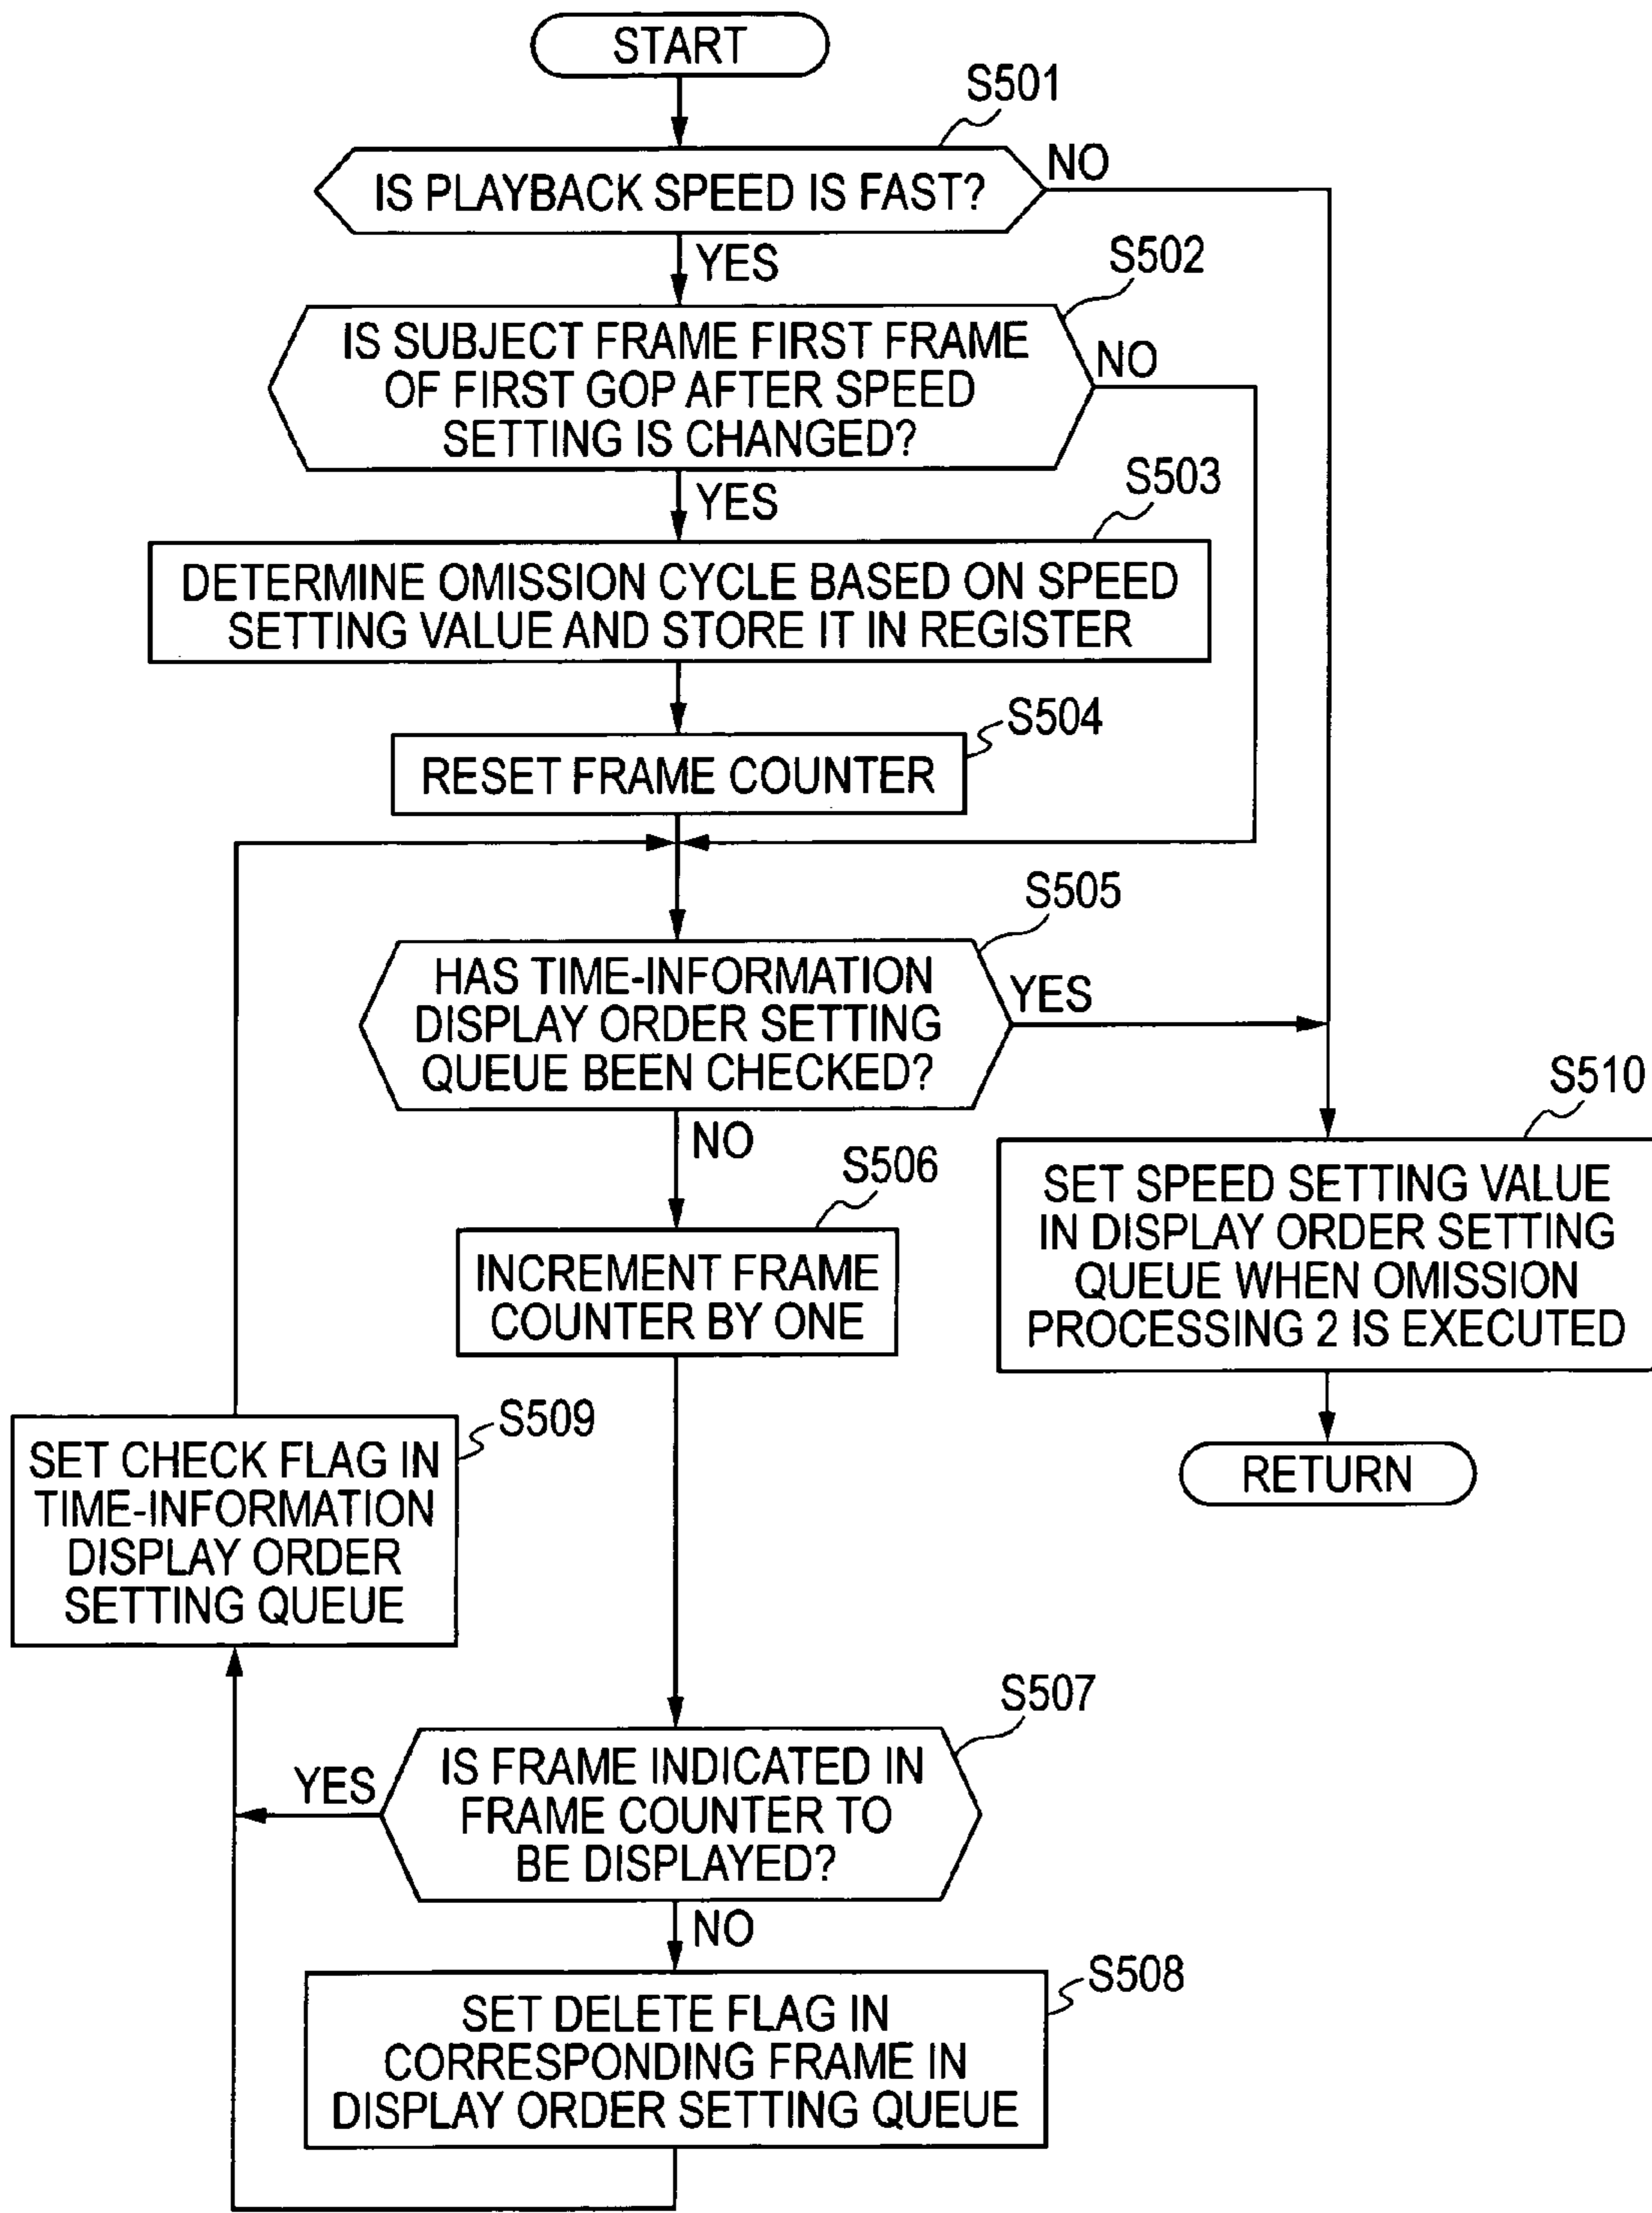 START
S501
IS PLAYBACK SPEED IS FAST?
NO
YES
S502
IS SUBJECT FRAME FIRST FRAME
OF FIRST GOP AFTER SPEED
SETTING IS CHANGED?
NO
YES
S503
DETERMINE OMISSION CYCLE BASED ON SPEED
SETTING VALUE AND STORE IT IN REGISTER
S504
RESET FRAME COUNTER
S505
HAS TIME-INFORMATION
DISPLAY ORDER SETTING
QUEUE BEEN CHECKED?
YES
NO
S506
INCREMENT FRAME
COUNTER BY ONE
S510
SET SPEED SETTING VALUE
IN DISPLAY ORDER SETTING
QUEUE WHEN OMISSION
PROCESSING 2 IS EXECUTED
RETURN
S509
SET CHECK FLAG IN
TIME-INFORMATION
DISPLAY ORDER
SETTING QUEUE
S507
IS FRAME INDICATED IN
FRAME COUNTER TO
BE DISPLAYED?
YES
NO
S508
SET DELETE FLAG IN
CORRESPONDING FRAME IN
DISPLAY ORDER SETTING QUEUE